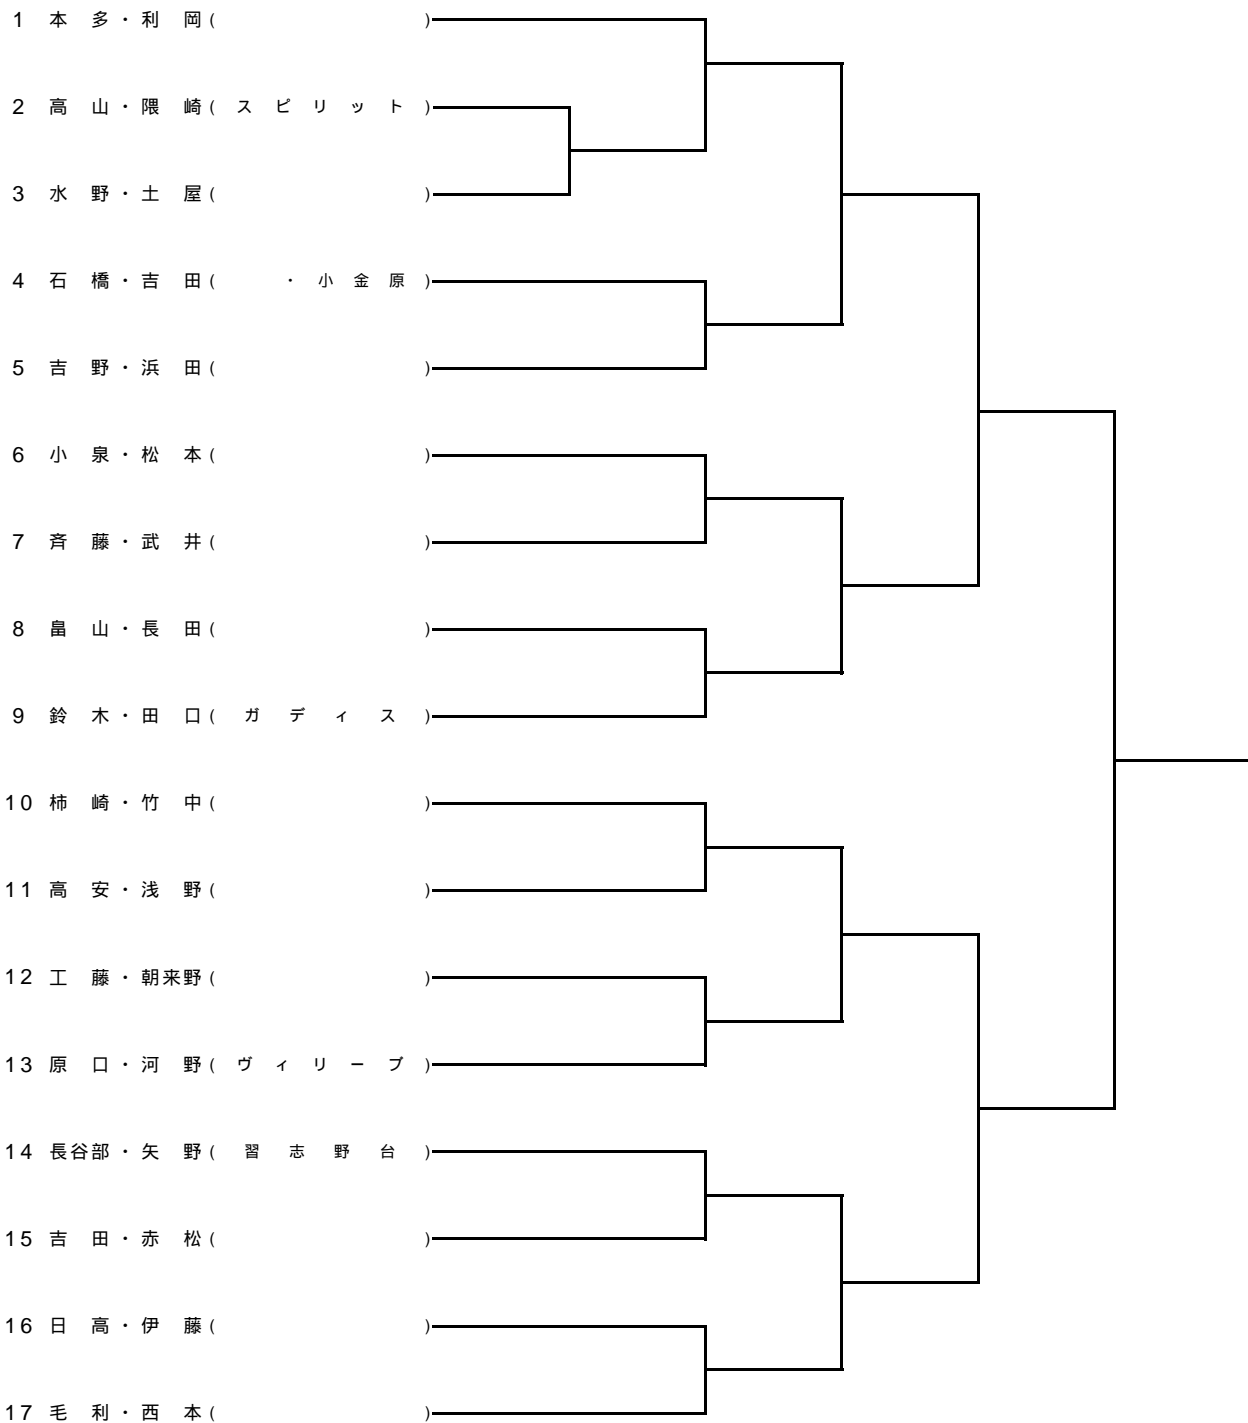 1 本 多・利 岡( )
2 高 山・隈 崎( ス ピ リ ッ ト )
3 水 野・土 屋( )
4 石 橋・吉 田( ・ 小 金 原 )
5 吉 野・浜 田( )
6 小 泉・松 本( )
7 斉 藤・武 井( )
8 畠 山・長 田( )
9 鈴 木・田 口( ガ デ ィ ス )
10 柿 崎・竹 中( )
11 高 安・浅 野( )
12 工 藤・朝来野( )
13 原 口・河 野( ヴ ィ リ ー ブ )
14 長谷部・矢 野( 習 志 野 台 )
15 吉 田・赤 松( )
16 日 高・伊 藤( )
17 毛 利・西 本( )